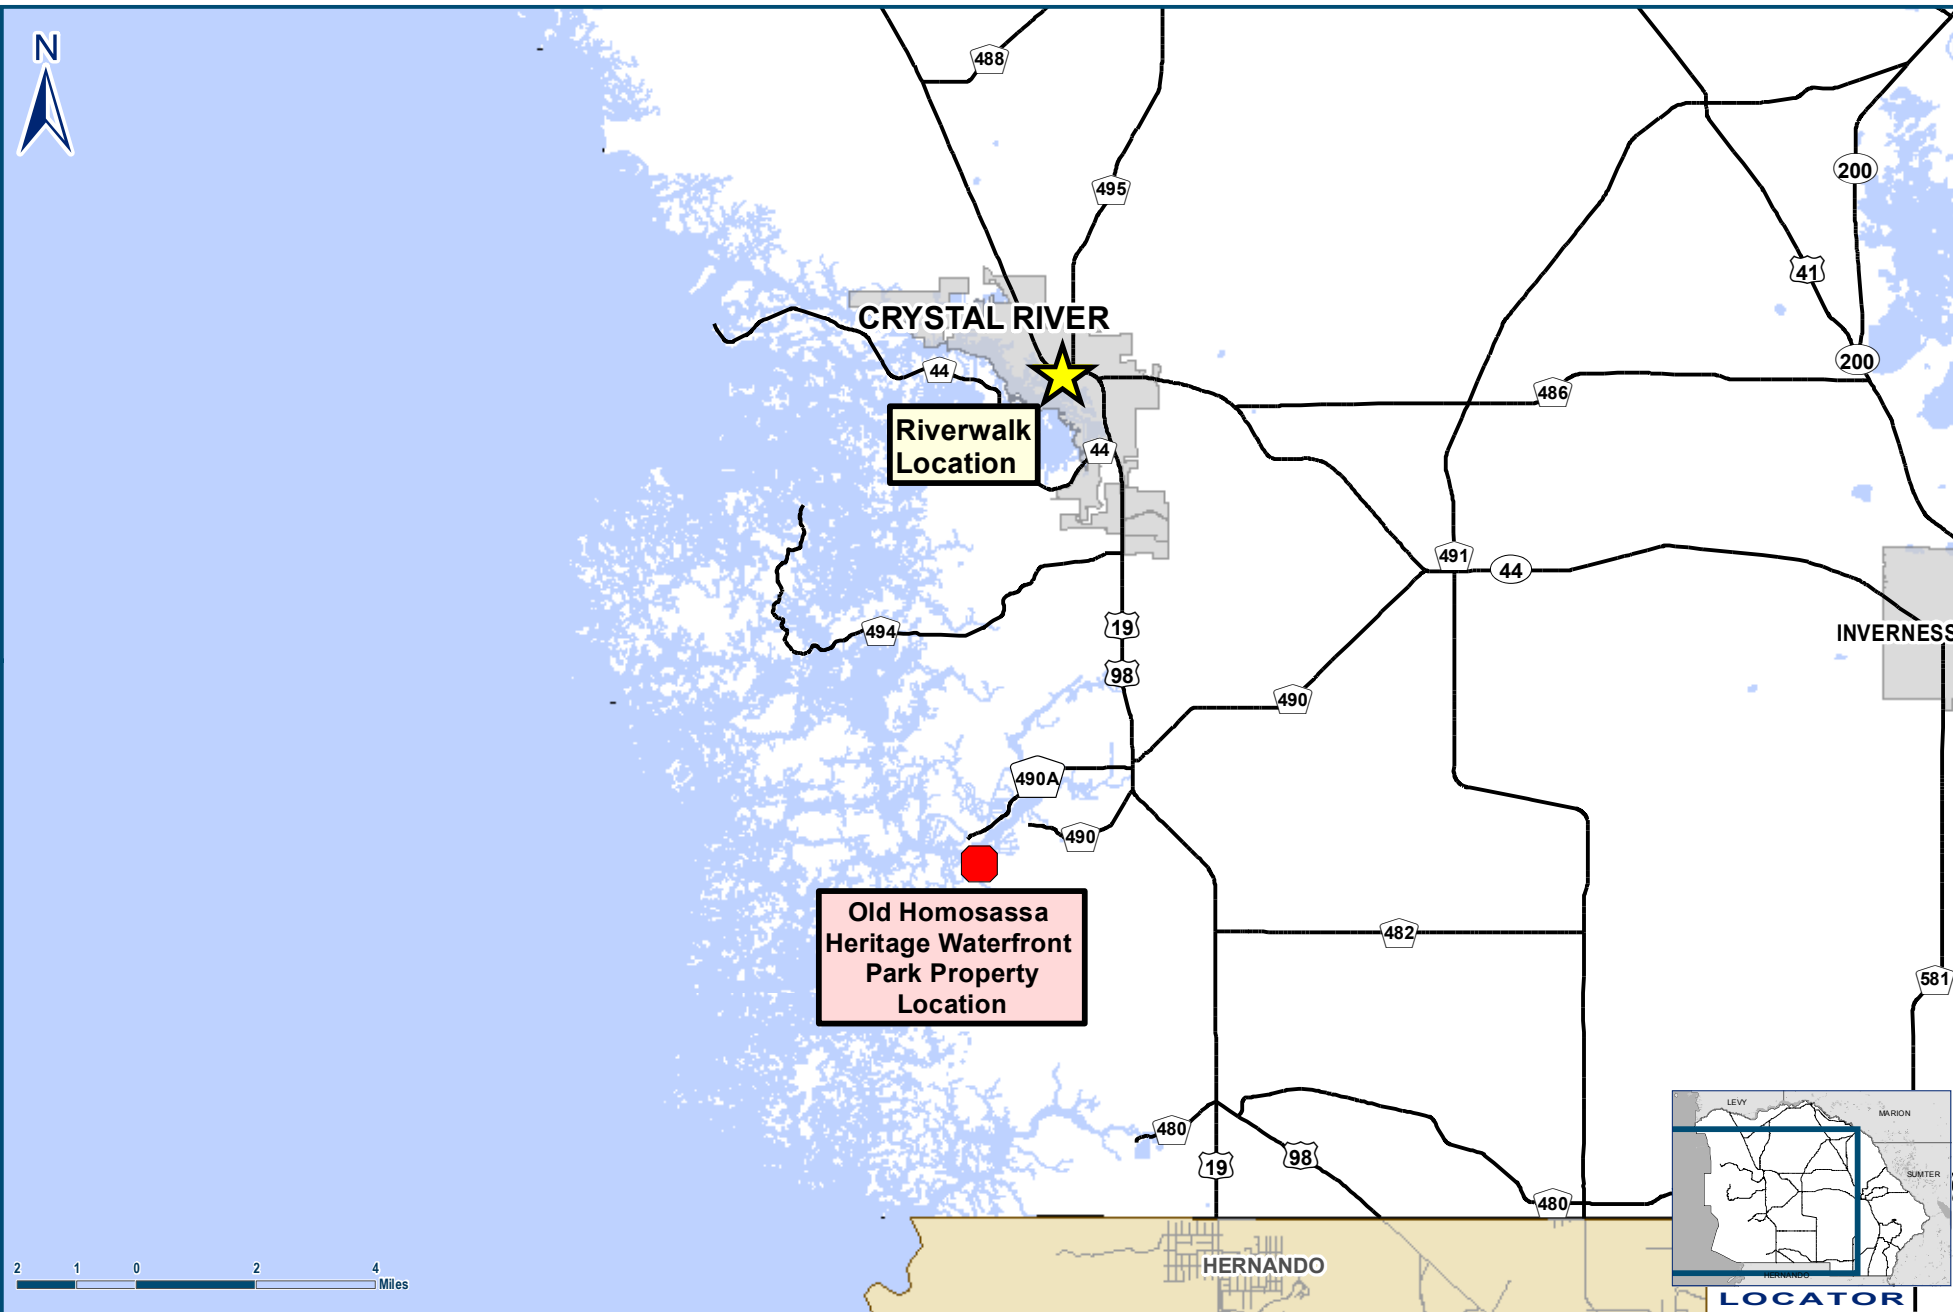 N
488
495
200
41
CRYSTAL RIVER
200
44
486
Riverwalk
Location
44
491
44
19
494
INVERNESS
98
490
490A
490
Old Homosassa
Heritage Waterfront
Park Property
Location
482
581
480
19
98
480
LEVY
MARION
SUMTER
HERNANDO
HERNANDO
2 1 0 2 4
Miles
LOCATOR